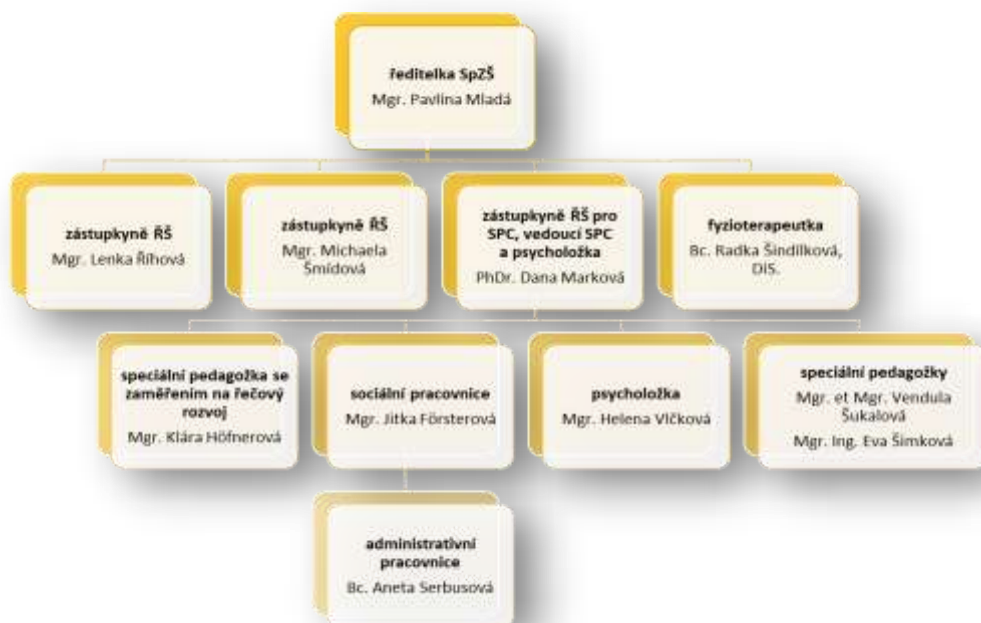 ředitelka SpZŠ
Mgr. Pavlína Mladá
zástupkyně ŘŠ
Mgr. Lenka Říhová
zástupkyně ŘŠ
Mgr. Michaela
Šmídová
zástupkyně ŘŠ pro
SPC, vedoucí SPC
a psycholožka
PhDr. Dana Marková
fyzioterapeutka
Bc. Radka Šindílková,
DiS.
speciální pedagožka se
zaměřením na řečový
rozvoj
Mgr. Klára Höfnerová
sociální pracovnice
Mgr. Jitka Försterová
psycholožka
Mgr. Helena Vlčková
speciální pedagožky
Mgr. et Mgr. Vendula
Šukalová
Mgr. Ing. Eva Šimková
administrativní
pracovnice
Bc. Aneta Serbusová